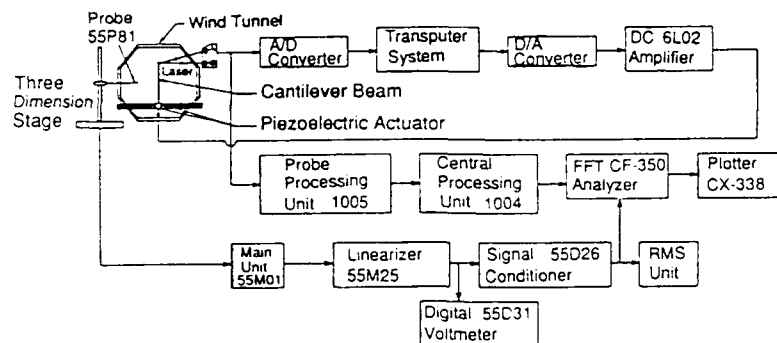 Probe
55P81
Wind Tunnel
Laser
Three
Dimension
Stage
Cantilever Beam
Piezoelectric Actuator
A/D
Converter
Transputer
System
D/A
Converter
DC 6L02
Amplifier
Probe
Processing
Unit 1005
Central
Processing
Unit 1004
FFT CF-350
Analyzer
Plotter
CX-338
Main
Unit
55M01
Linearizer
55M25
Signal 55D26
Conditioner
RMS
Unit
Digital 55D31
Voltmeter